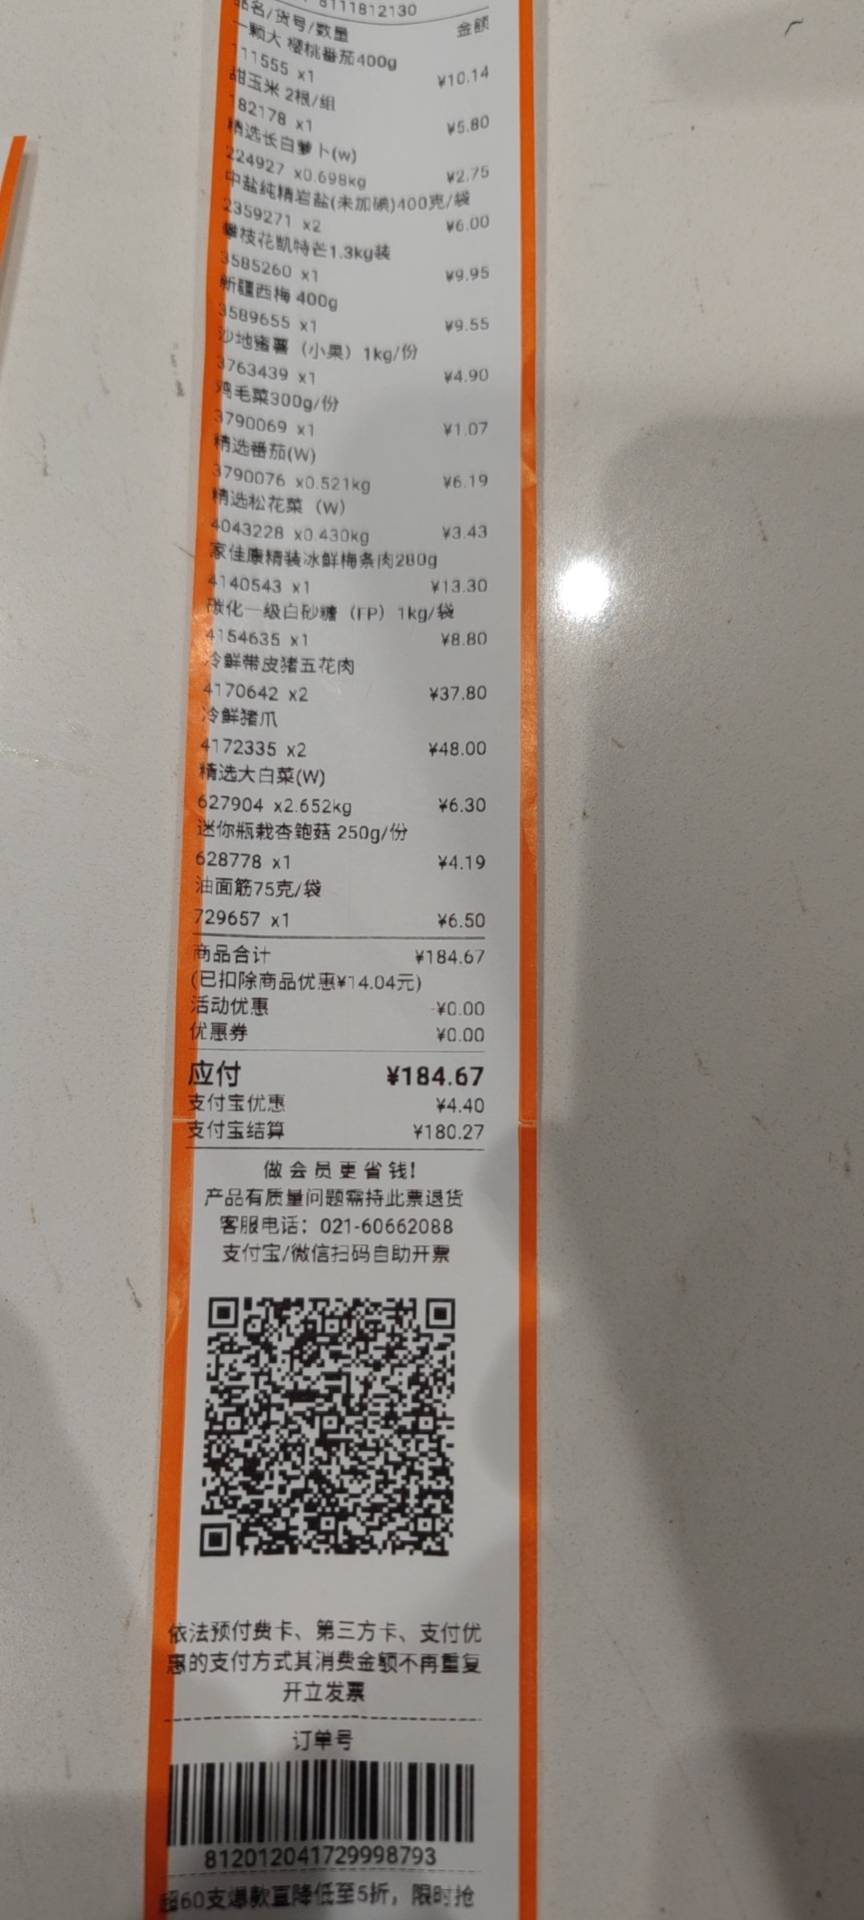 8111812130
品名/货号/数量 金额
一颗大 樱桃番茄400g
111555 x1 ¥10.14
甜玉米 2根/组
182178 x1 ¥5.80
精选长白萝卜(w)
224927 x0.698kg ¥2.75
中盐纯精岩盐(未加碘)400克/袋
2359271 x2 ¥6.00
攀枝花凯特芒1.3kg装
3585260 x1 ¥9.95
新疆西梅 400g
3589655 x1 ¥9.55
沙地蜜薯（小果）1kg/份
3763439 x1 ¥4.90
鸡毛菜300g/份
3790069 x1 ¥1.07
精选番茄(W)
3790076 x0.521kg ¥6.19
精选松花菜（W）
4043228 x0.430kg ¥3.43
家佳康精装冰鲜梅条肉280g
4140543 x1 ¥13.30
碳化一级白砂糖（FP）1kg/袋
4154635 x1 ¥8.80
冷鲜带皮猪五花肉
4170642 x2 ¥37.80
冷鲜猪爪
4172335 x2 ¥48.00
精选大白菜(W)
627904 x2.652kg ¥6.30
迷你瓶栽杏鲍菇 250g/份
628778 x1 ¥4.19
油面筋75克/袋
729657 x1 ¥6.50
商品合计 ¥184.67
(已扣除商品优惠¥14.04元)
活动优惠 -¥0.00
优惠券 ¥0.00
应付 ¥184.67
支付宝优惠 ¥4.40
支付宝结算 ¥180.27
做会员更省钱!
产品有质量问题需持此票退货
客服电话：021-60662088
支付宝/微信扫码自助开票
依法预付费卡、第三方卡、支付优
惠的支付方式其消费金额不再重复
开立发票
订单号
812012041729998793
超60支爆款直降低至5折，限时抢